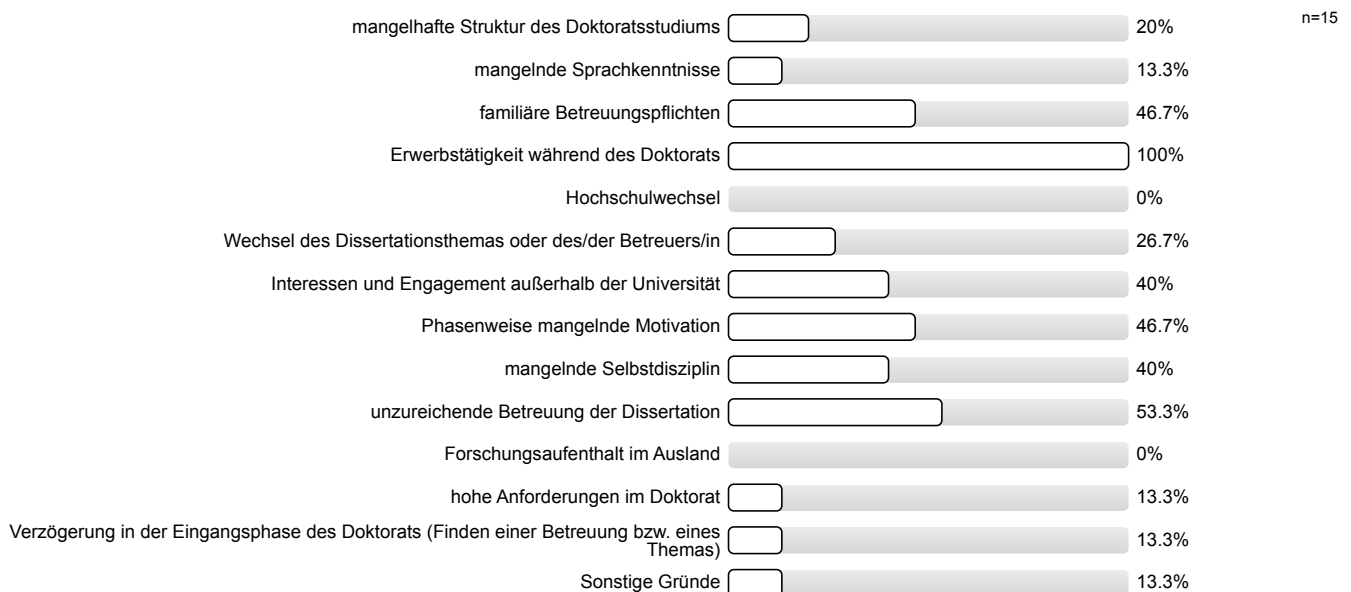 n=15
mangelhafte Struktur des Doktoratsstudiums 20%
mangelnde Sprachkenntnisse 13.3%
familiäre Betreuungspflichten 46.7%
Erwerbstätigkeit während des Doktorats 100%
Hochschulwechsel 0%
Wechsel des Dissertationsthemas oder des/der Betreuers/in 26.7%
Interessen und Engagement außerhalb der Universität 40%
Phasenweise mangelnde Motivation 46.7%
mangelnde Selbstdisziplin 40%
unzureichende Betreuung der Dissertation 53.3%
Forschungsaufenthalt im Ausland 0%
hohe Anforderungen im Doktorat 13.3%
Verzögerung in der Eingangsphase des Doktorats (Finden einer Betreuung bzw. eines
Themas) 13.3%
Sonstige Gründe 13.3%